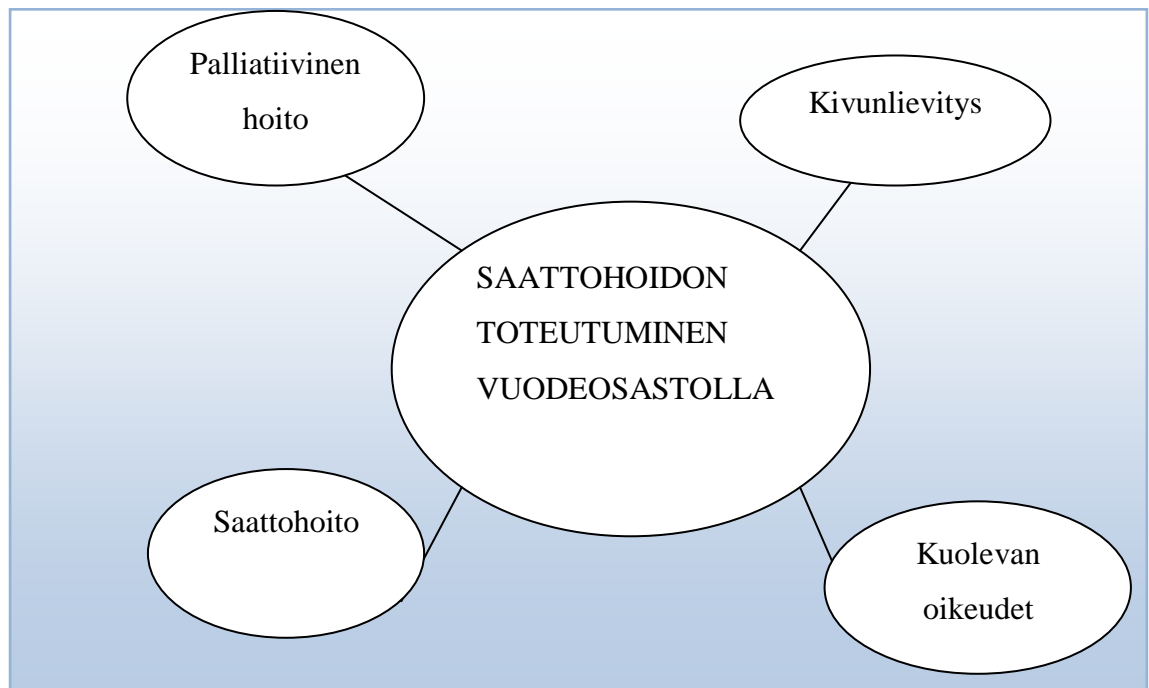 Palliatiivinen
hoito
Kivunlievitys
SAATTOHOIDON
TOTEUTUMINEN
VUODEOSASTOLLA
Saattohoito
Kuolevan
oikeudet